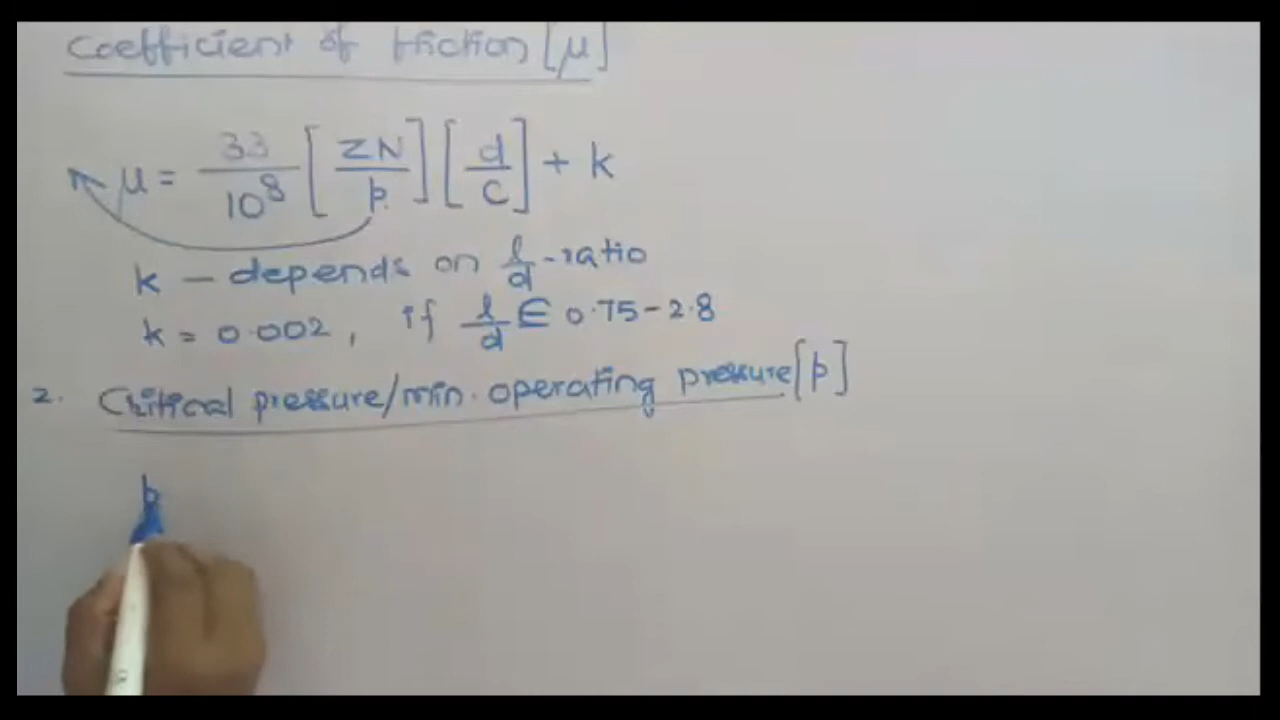 Coefficient of friction [μ]
μ = 33/10^8 [ZN/p] [d/c] + k
k - depends on l/d - ratio
k = 0.002, if l/d ∈ 0.75 - 2.8
2. Critical pressure/min. operating pressure [p]
p